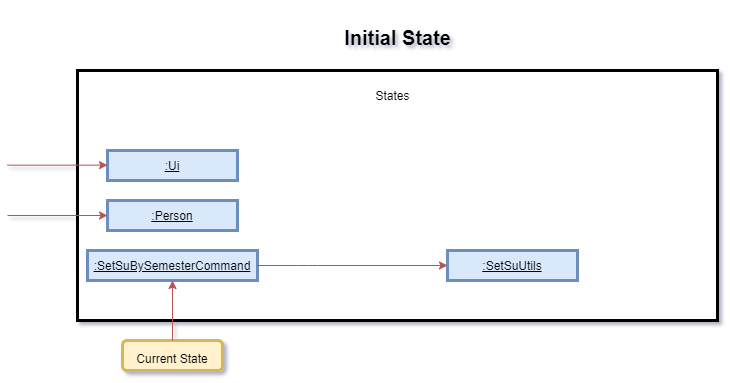 Initial State
States
:Ui
:Person
:SetSuBySemesterCommand
:SetSuUtils
Current State